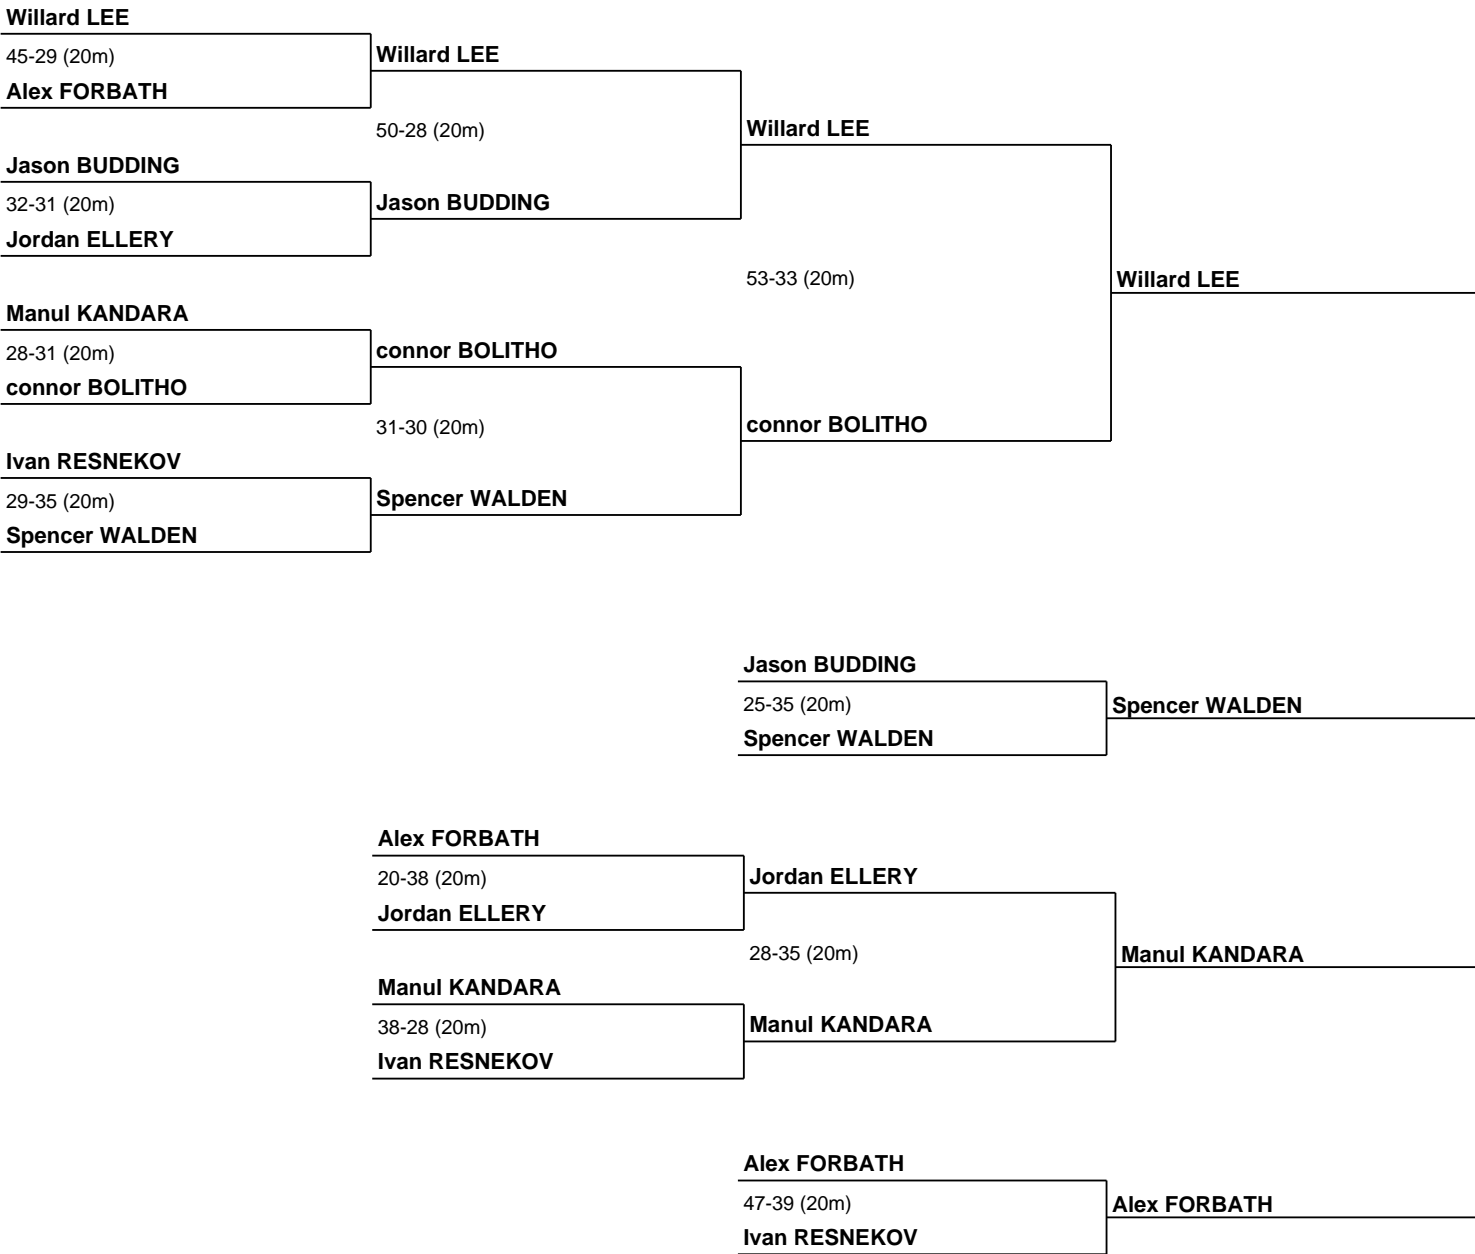 Willard LEE
45-29 (20m)
Willard LEE
Alex FORBATH
50-28 (20m)
Willard LEE
Jason BUDDING
32-31 (20m)
Jason BUDDING
Jordan ELLERY
53-33 (20m)
Willard LEE
Manul KANDARA
28-31 (20m)
connor BOLITHO
connor BOLITHO
31-30 (20m)
connor BOLITHO
Ivan RESNEKOV
29-35 (20m)
Spencer WALDEN
Spencer WALDEN
Jason BUDDING
25-35 (20m)
Spencer WALDEN
Spencer WALDEN
Alex FORBATH
20-38 (20m)
Jordan ELLERY
Jordan ELLERY
28-35 (20m)
Manul KANDARA
Manul KANDARA
38-28 (20m)
Manul KANDARA
Ivan RESNEKOV
Alex FORBATH
47-39 (20m)
Alex FORBATH
Ivan RESNEKOV